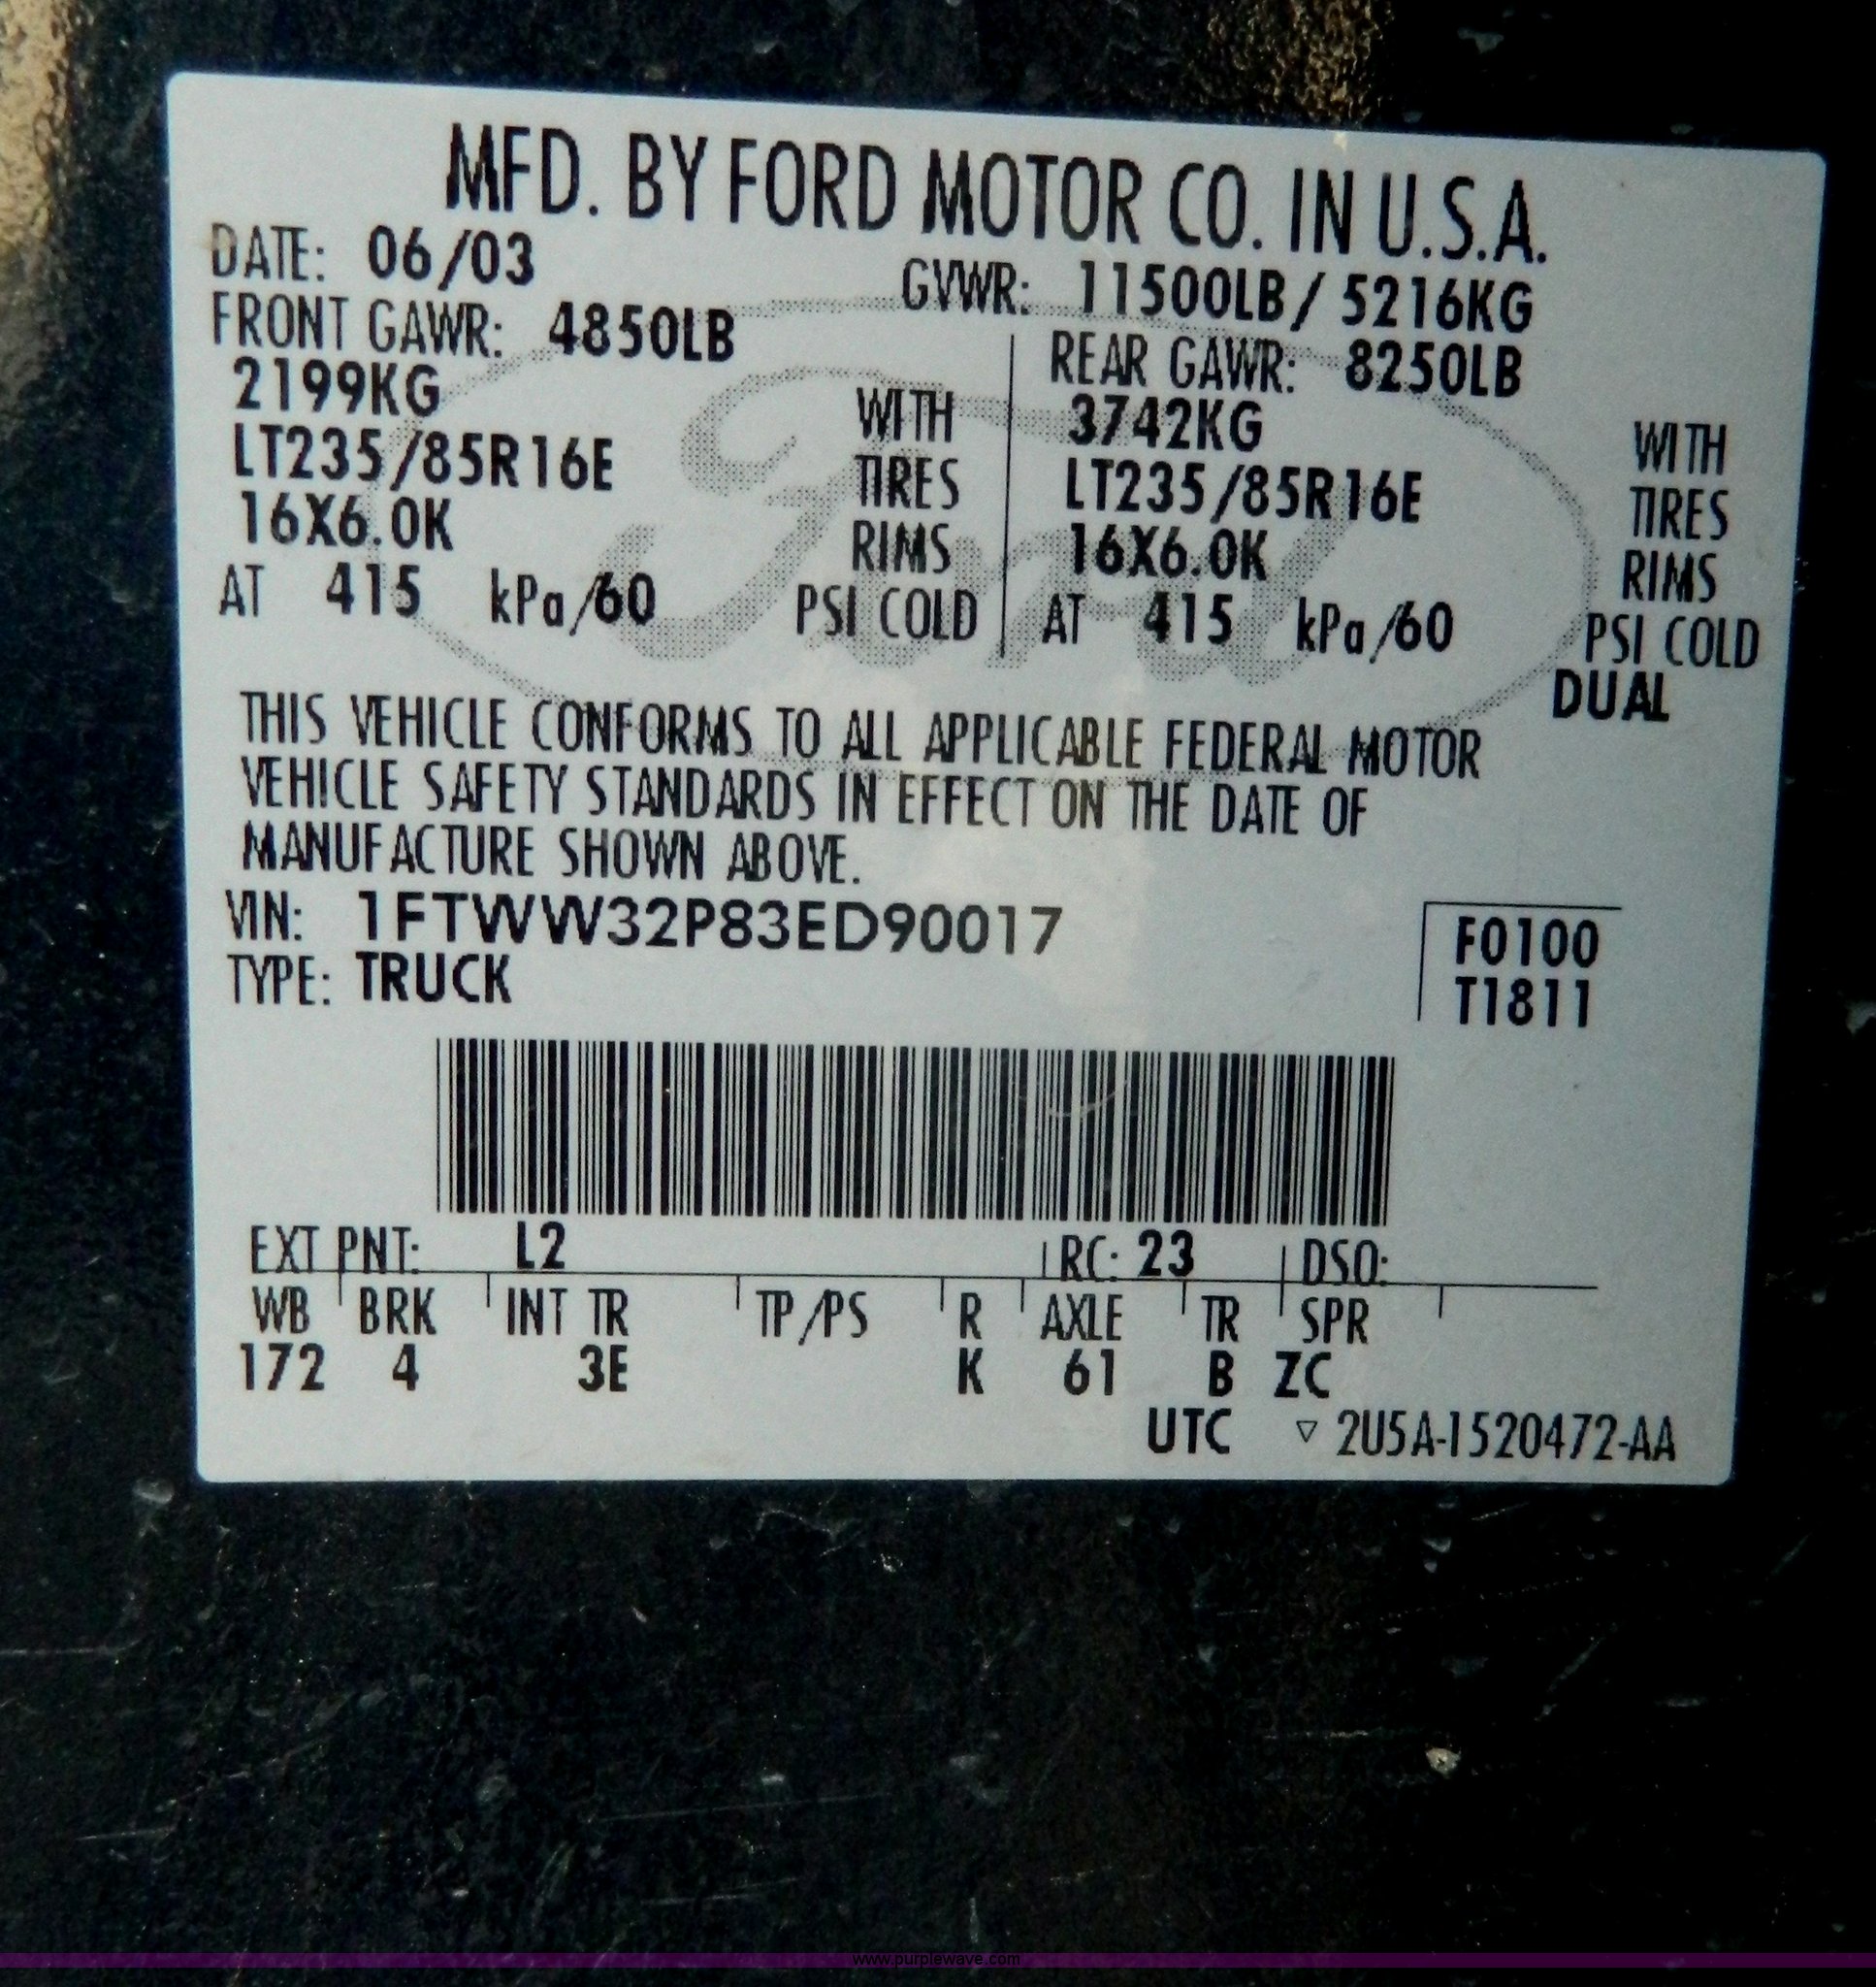 MFD. BY FORD MOTOR CO. IN U.S.A.
DATE: 06/03
GVWR: 11500LB/ 5216KG
FRONT GAWR: 4850LB
2199KG WITH
LT235/85R16E TIRES
16X6.0K RIMS
AT 415 kPa/60 PSI COLD
REAR GAWR: 8250LB
3742KG WITH
LT235/85R16E TIRES
16X6.0K RIMS
AT 415 kPa/60 PSI COLD
DUAL
Ford
THIS VEHICLE CONFORMS TO ALL APPLICABLE FEDERAL MOTOR
VEHICLE SAFETY STANDARDS IN EFFECT ON THE DATE OF
MANUFACTURE SHOWN ABOVE.
VIN: 1FTWW32P83ED90017
TYPE: TRUCK
F0100
T1811
EXT PNT: L2 RC: 23 DSO:
WB BRK INT TR TP/PS R AXLE TR SPR
172 4 3E K 61 B ZC
UTC ▽ 2U5A-1520472-AA
www.purplewave.com